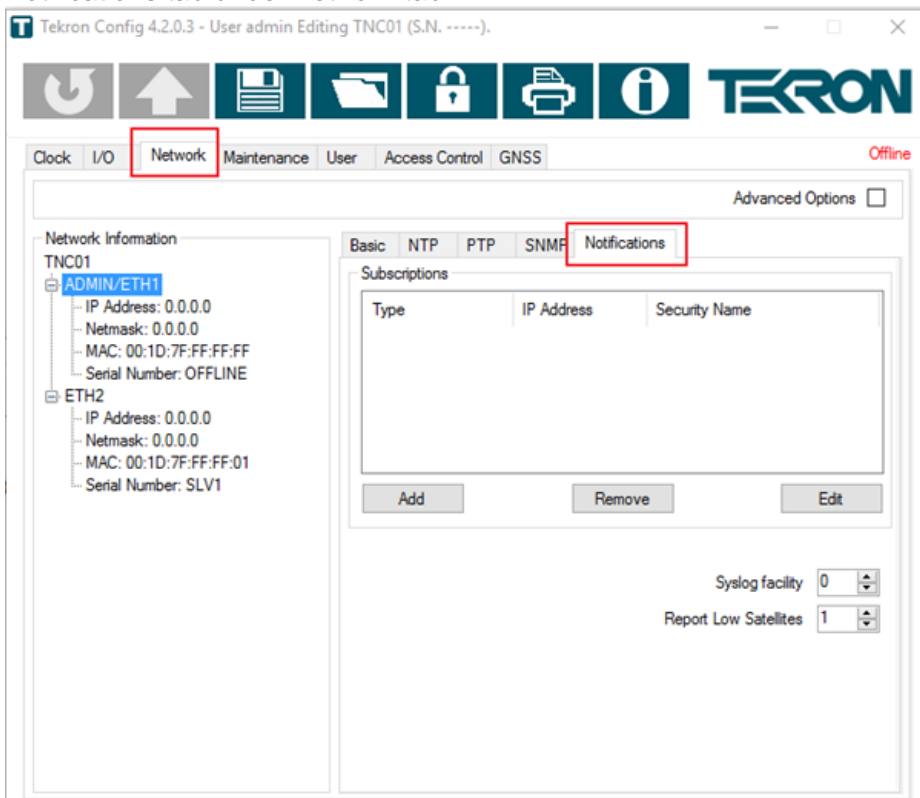 Tekron Config 4.2.0.3 - User admin Editing TNC01 (S.N. -----).
TEKRON
Clock I/O Network Maintenance User Access Control GNSS Offline
Advanced Options
Network Information
TNC01
ADMIN/ETH1
IP Address: 0.0.0.0
Netmask: 0.0.0.0
MAC: 00:1D:7F:FF:FF:FF
Serial Number: OFFLINE
ETH2
IP Address: 0.0.0.0
Netmask: 0.0.0.0
MAC: 00:1D:7F:FF:FF:01
Serial Number: SLV1
Basic NTP PTP SNMP Notifications
Subscriptions
Type IP Address Security Name
Add Remove Edit
Syslog facility 0
Report Low Satellites 1